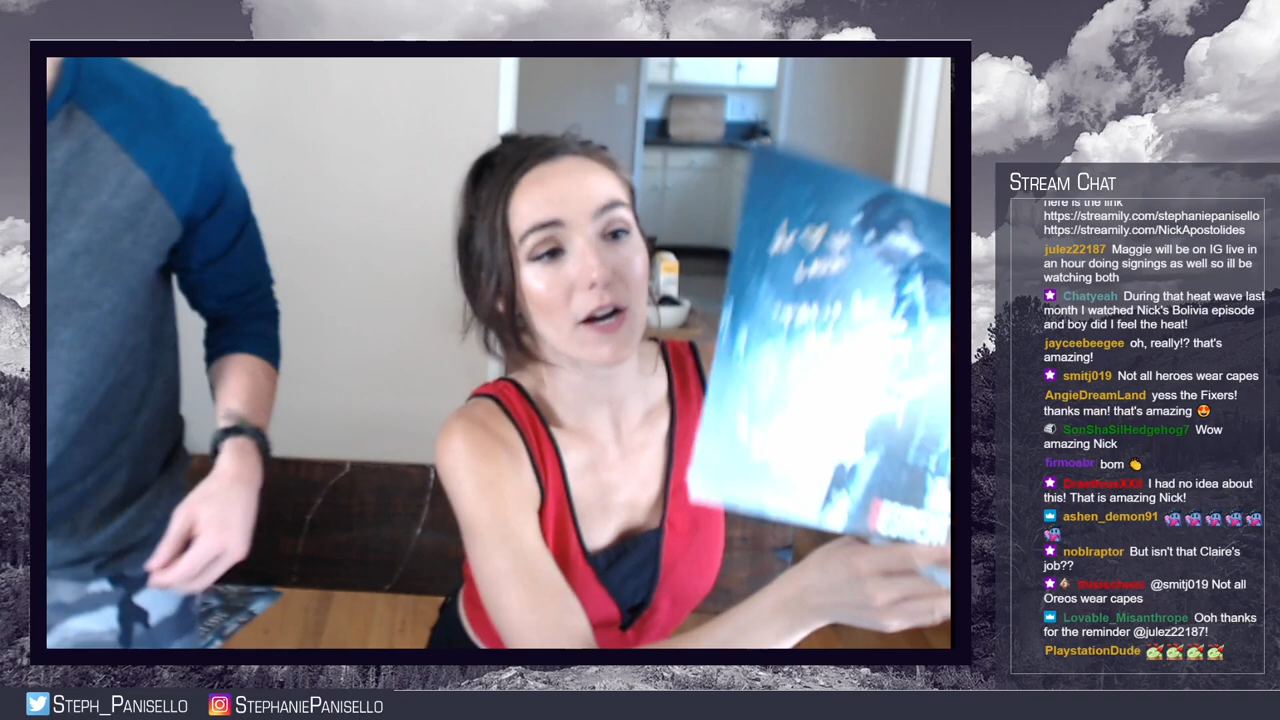 STREAM CHAT
here is the link
https://streamily.com/stephaniepanisello
https://streamily.com/NickApostolides
julez22187 Maggie will be on IG live in
an hour doing signings as well so ill be
watching both
Chatyeah During that heat wave last
month I watched Nick's Bolivia episode
and boy did I feel the heat!
jayceebeegee oh, really!? that's
amazing!
smitj019 Not all heroes wear capes
AngieDreamLand yess the Fixers!
thanks man! that's amazing
SonShaSilHedgehog7 Wow
amazing Nick
firmoabr bom
I had no idea about
this! That is amazing Nick!
ashen_demon91
noblraptor But isn't that Claire's
job??
@smitj019 Not all
Oreos wear capes
Lovable_Misanthrope Ooh thanks
for the reminder @julez22187!
PlaystationDude
STEPH_PANISELLO
STEPHANIEPANISELLO